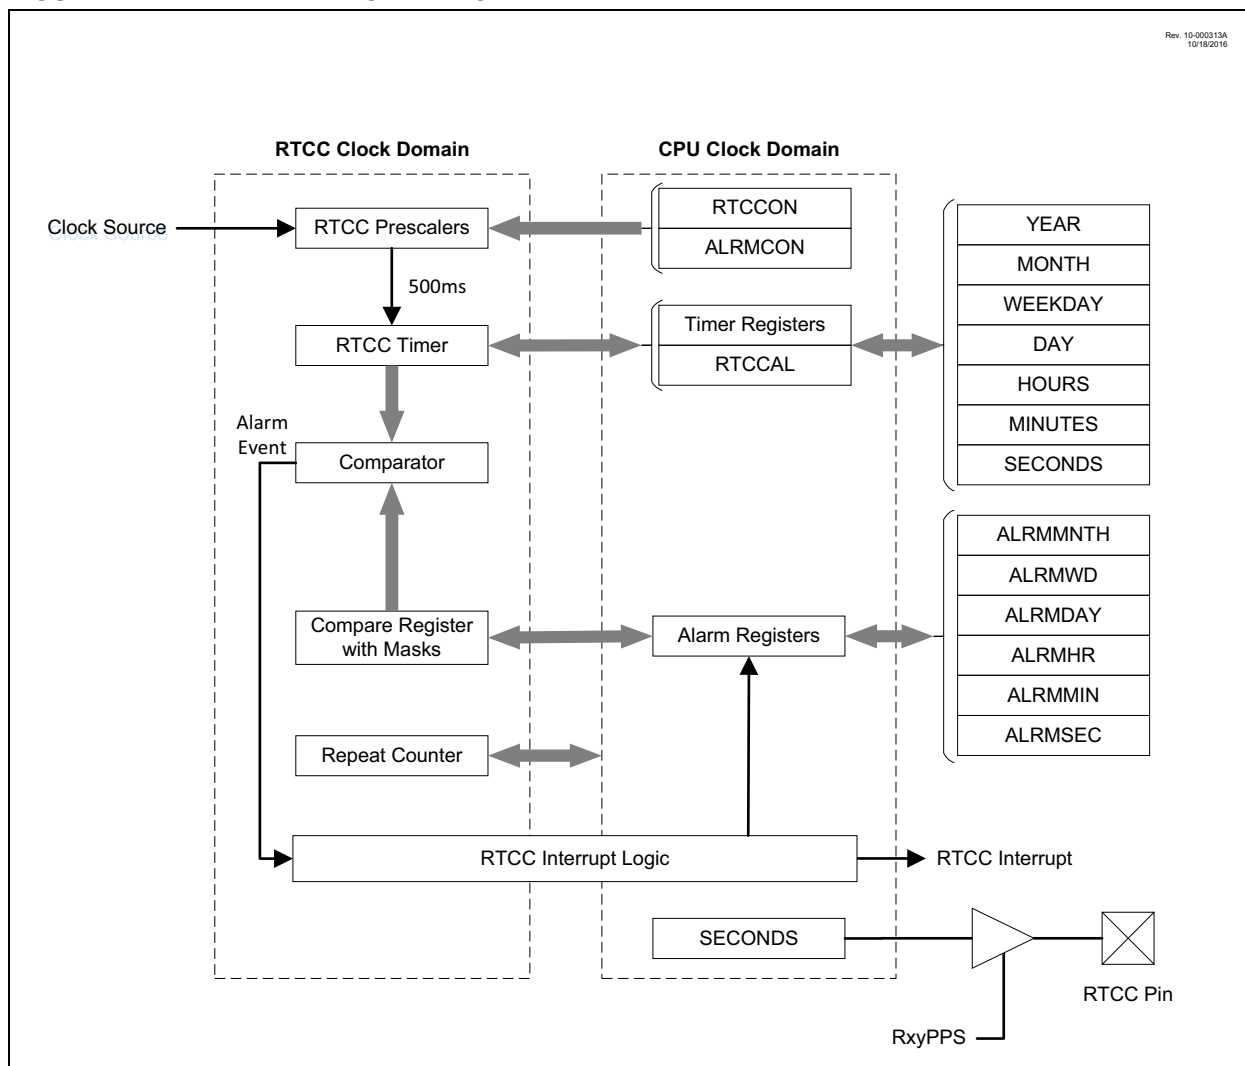 Rev. 10-000313A
10/18/2016
RTCC Clock Domain
CPU Clock Domain
Clock Source
RTCC Prescalers
RTCCON
ALRMCON
YEAR
MONTH
WEEKDAY
DAY
HOURS
MINUTES
SECONDS
500ms
RTCC Timer
Timer Registers
RTCCAL
Alarm
Event
Comparator
Compare Register
with Masks
Alarm Registers
ALRMMNTH
ALRMWD
ALRMDAY
ALRMHR
ALRMMIN
ALRMSEC
Repeat Counter
RTCC Interrupt Logic
RTCC Interrupt
SECONDS
RTCC Pin
RxyPPS